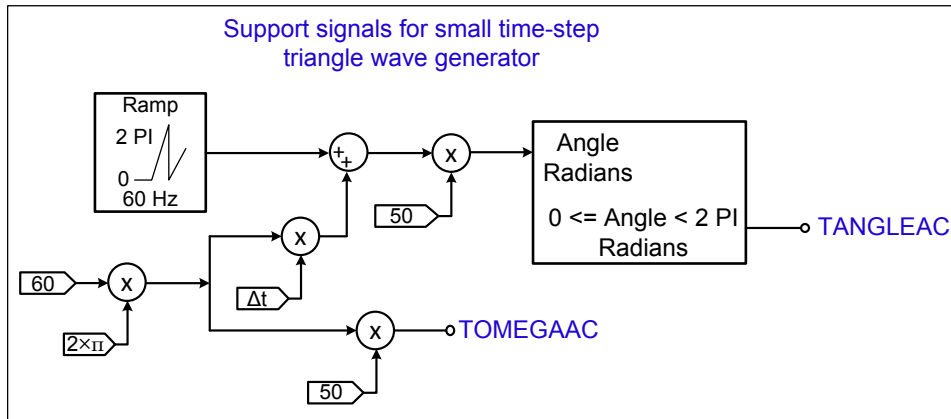 Support signals for small time-step
triangle wave generator
Ramp
2 PI
0
60 Hz
+
+
x
50
Angle
Radians
0 <= Angle < 2 PI
Radians
TANGLEAC
x
Δt
60
x
2×π
x
50
TOMEGAAC